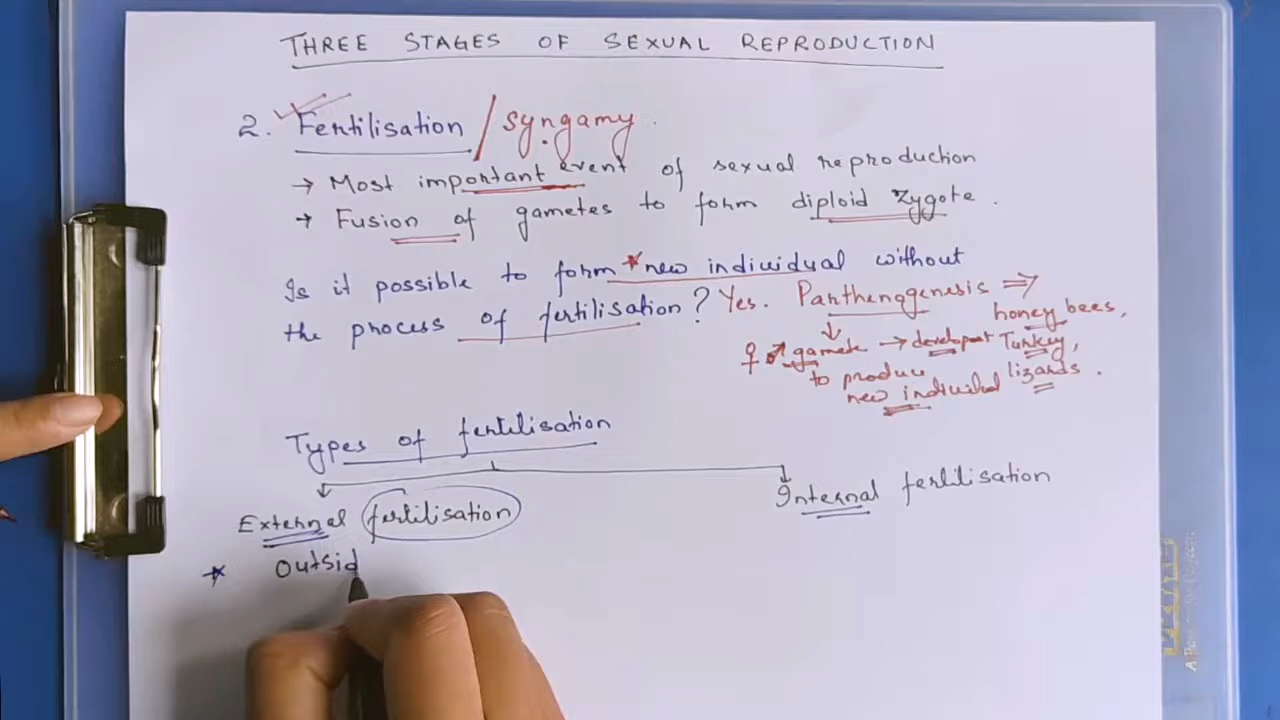 THREE STAGES OF SEXUAL REPRODUCTION
2. Fertilisation / Syngamy.
→ Most important event of sexual reproduction
→ Fusion of gametes to form diploid zygote.
Is it possible to form *new individual without
the process of fertilisation? Yes. Parthenogenesis ⇒
honey bees,
Turkey,
lizards.
♀ gamete → development
to produce
new individual
Types of fertilisation
External fertilisation
Internal fertilisation
* Outsid